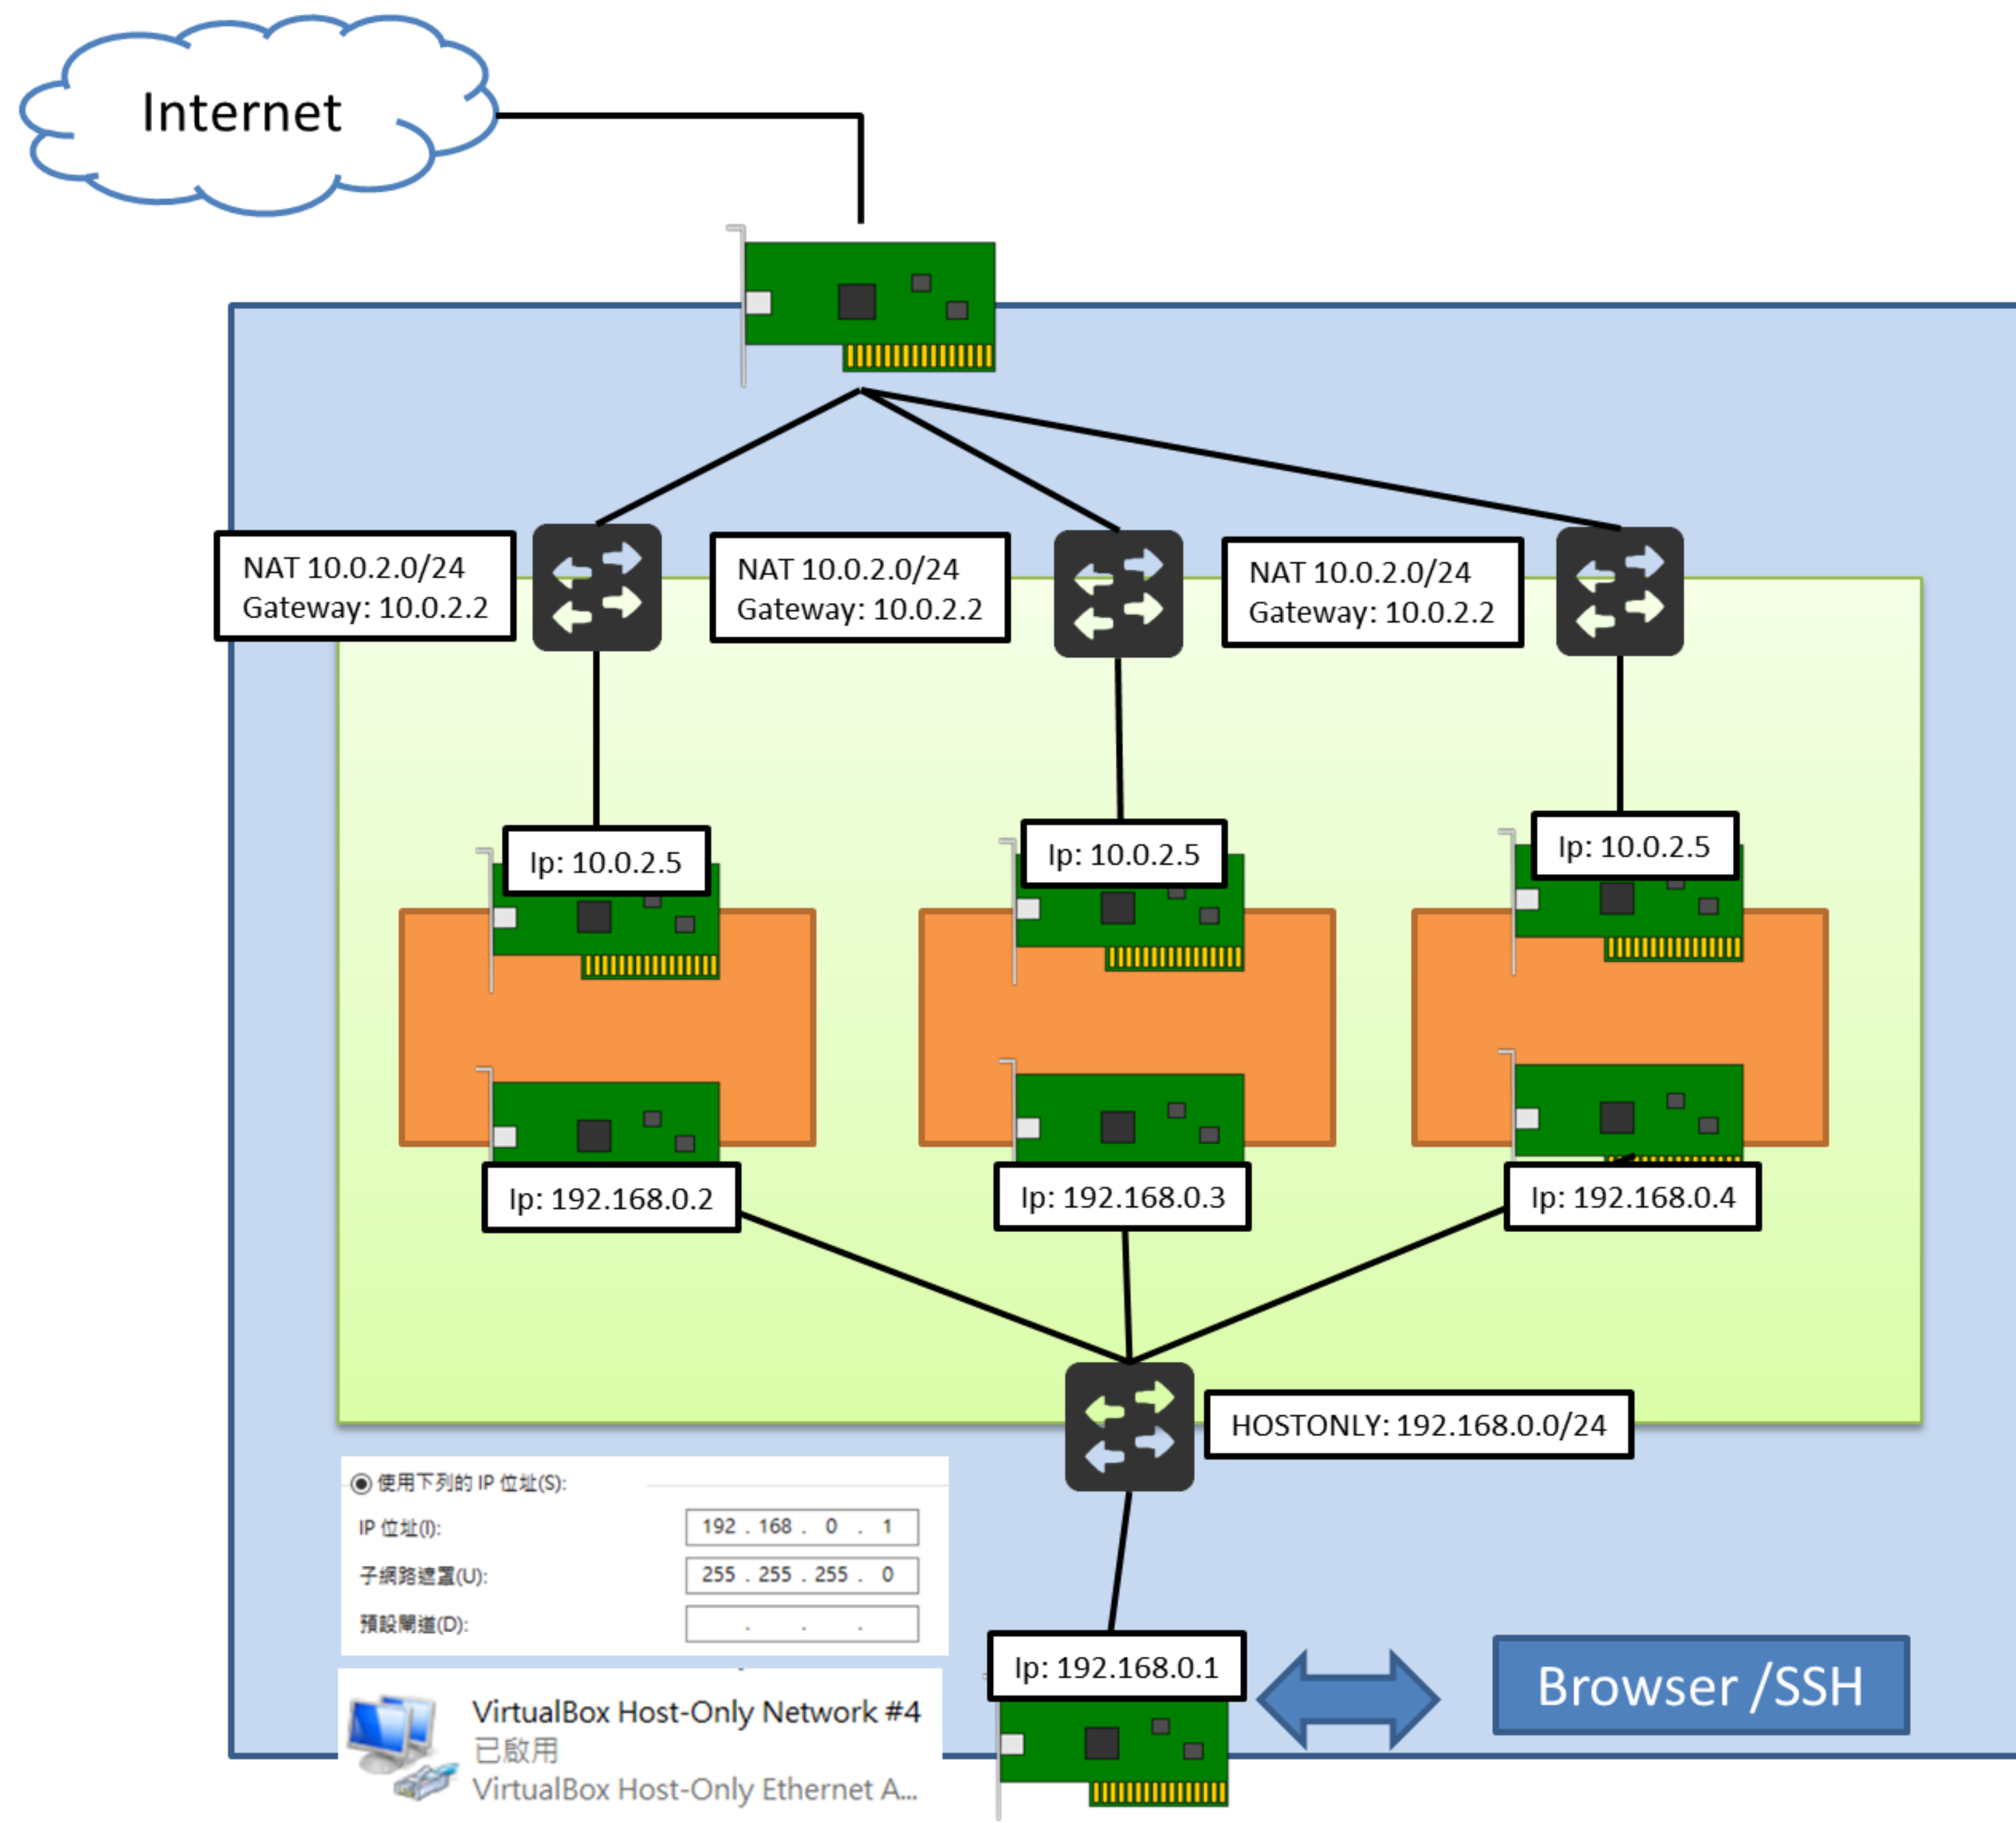 Internet
NAT 10.0.2.0/24
Gateway: 10.0.2.2
NAT 10.0.2.0/24
Gateway: 10.0.2.2
NAT 10.0.2.0/24
Gateway: 10.0.2.2
Ip: 10.0.2.5
Ip: 10.0.2.5
Ip: 10.0.2.5
Ip: 192.168.0.2
Ip: 192.168.0.3
Ip: 192.168.0.4
HOSTONLY: 192.168.0.0/24
使用下列的 IP 位址(S):
IP 位址(I): 192 . 168 . 0 . 1
子網路遮罩(U): 255 . 255 . 255 . 0
預設閘道(D): . . .
Ip: 192.168.0.1
Browser /SSH
VirtualBox Host-Only Network #4
已啟用
VirtualBox Host-Only Ethernet A...